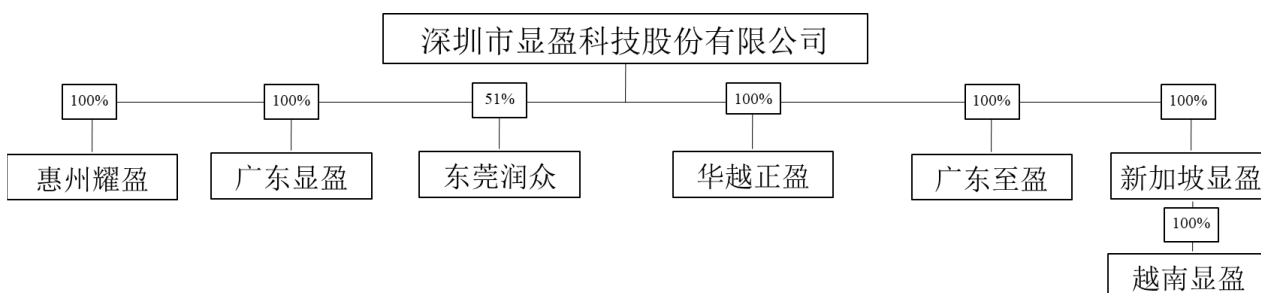 深圳市显盈科技股份有限公司
100%
100%
51%
100%
100%
100%
惠州耀盈
广东显盈
东莞润众
华越正盈
广东至盈
新加坡显盈
100%
越南显盈